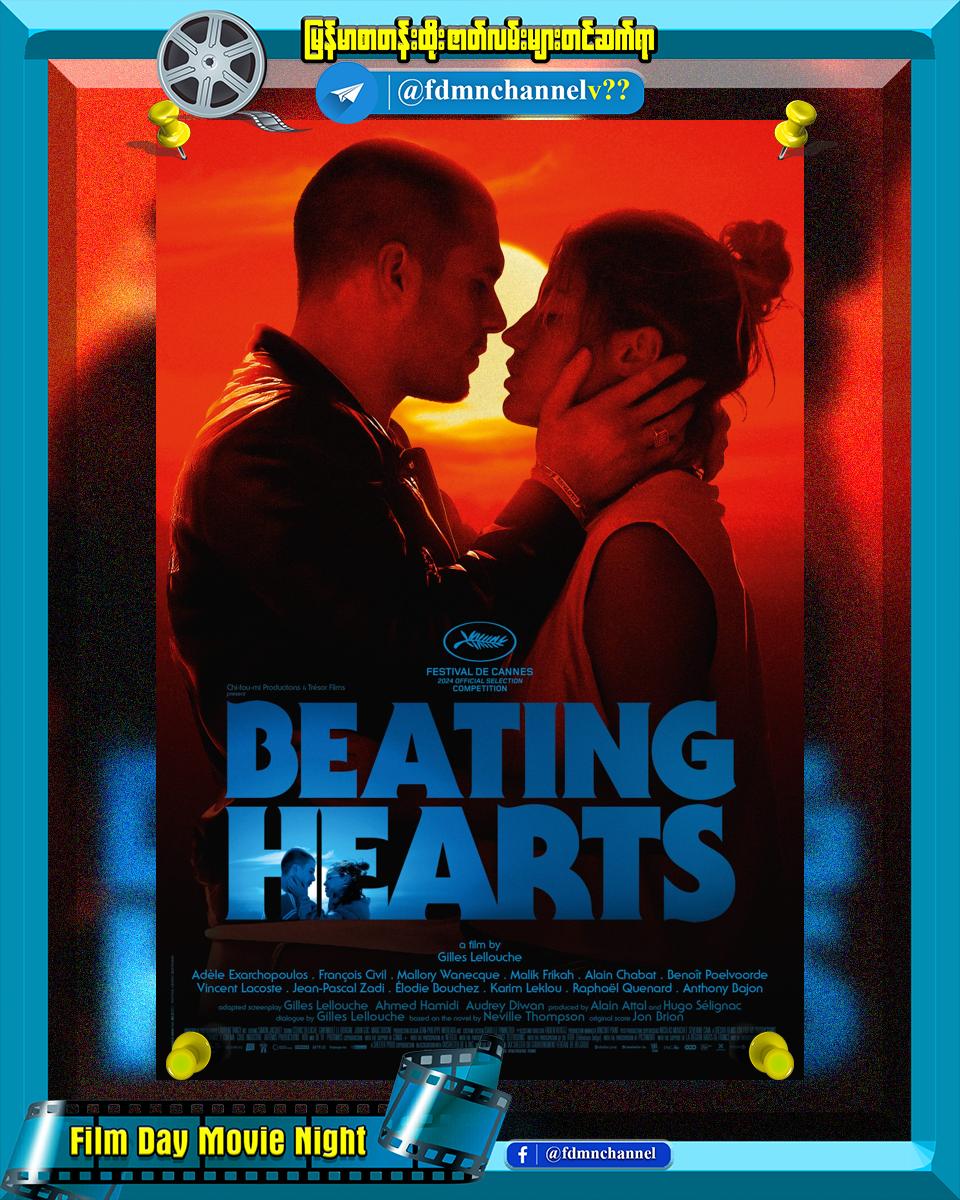 မြန်မာစာတန်းထိုး ဇာတ်လမ်းများတင်ဆက်ရာ
@fdmnchannelv??
FESTIVAL DE CANNES
2024 OFFICIAL SELECTION
COMPETITION
Chi-fou-mi Productions & Trésor Films
present
BEATING
HEARTS
a film by
Gilles Lellouche
Adèle Exarchopoulos . François Civil . Mallory Wanecque . Malik Frikah . Alain Chabat . Benoît Poelvoorde
Vincent Lacoste . Jean-Pascal Zadi . Élodie Bouchez . Karim Leklou . Raphaël Quenard . Anthony Bajon
adapted screenplay Gilles Lellouche Ahmed Hamidi Audrey Diwan produced by Alain Attal and Hugo Sélignac
dialogue by Gilles Lellouche based on the novel by Neville Thompson original score Jon Brion
Film Day Movie Night
@fdmnchannel